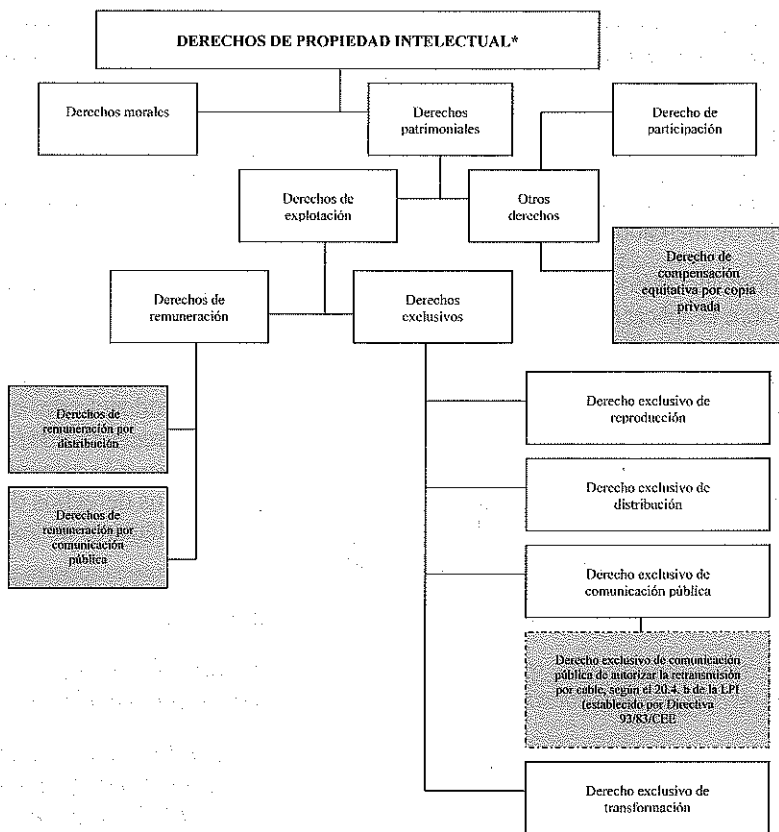 DERECHOS DE PROPIEDAD INTELECTUAL*
Derechos morales
Derechos
patrimoniales
Derecho de
participación
Derechos de
explotación
Otros
derechos
Derecho de
compensación
equitativa por copia
privada
Derechos de
remuneración
Derechos
exclusivos
Derechos de
remuneración por
distribución
Derecho exclusivo de
reproducción
Derecho exclusivo de
distribución
Derechos de
remuneración por
comunicación
pública
Derecho exclusivo de
comunicación pública
Derecho exclusivo de comunicación
pública de autorizar la retransmisión
por cable, según el 20.4. b de la LPI
(establecido por Directiva
93/83/CEE
Derecho exclusivo de
transformación